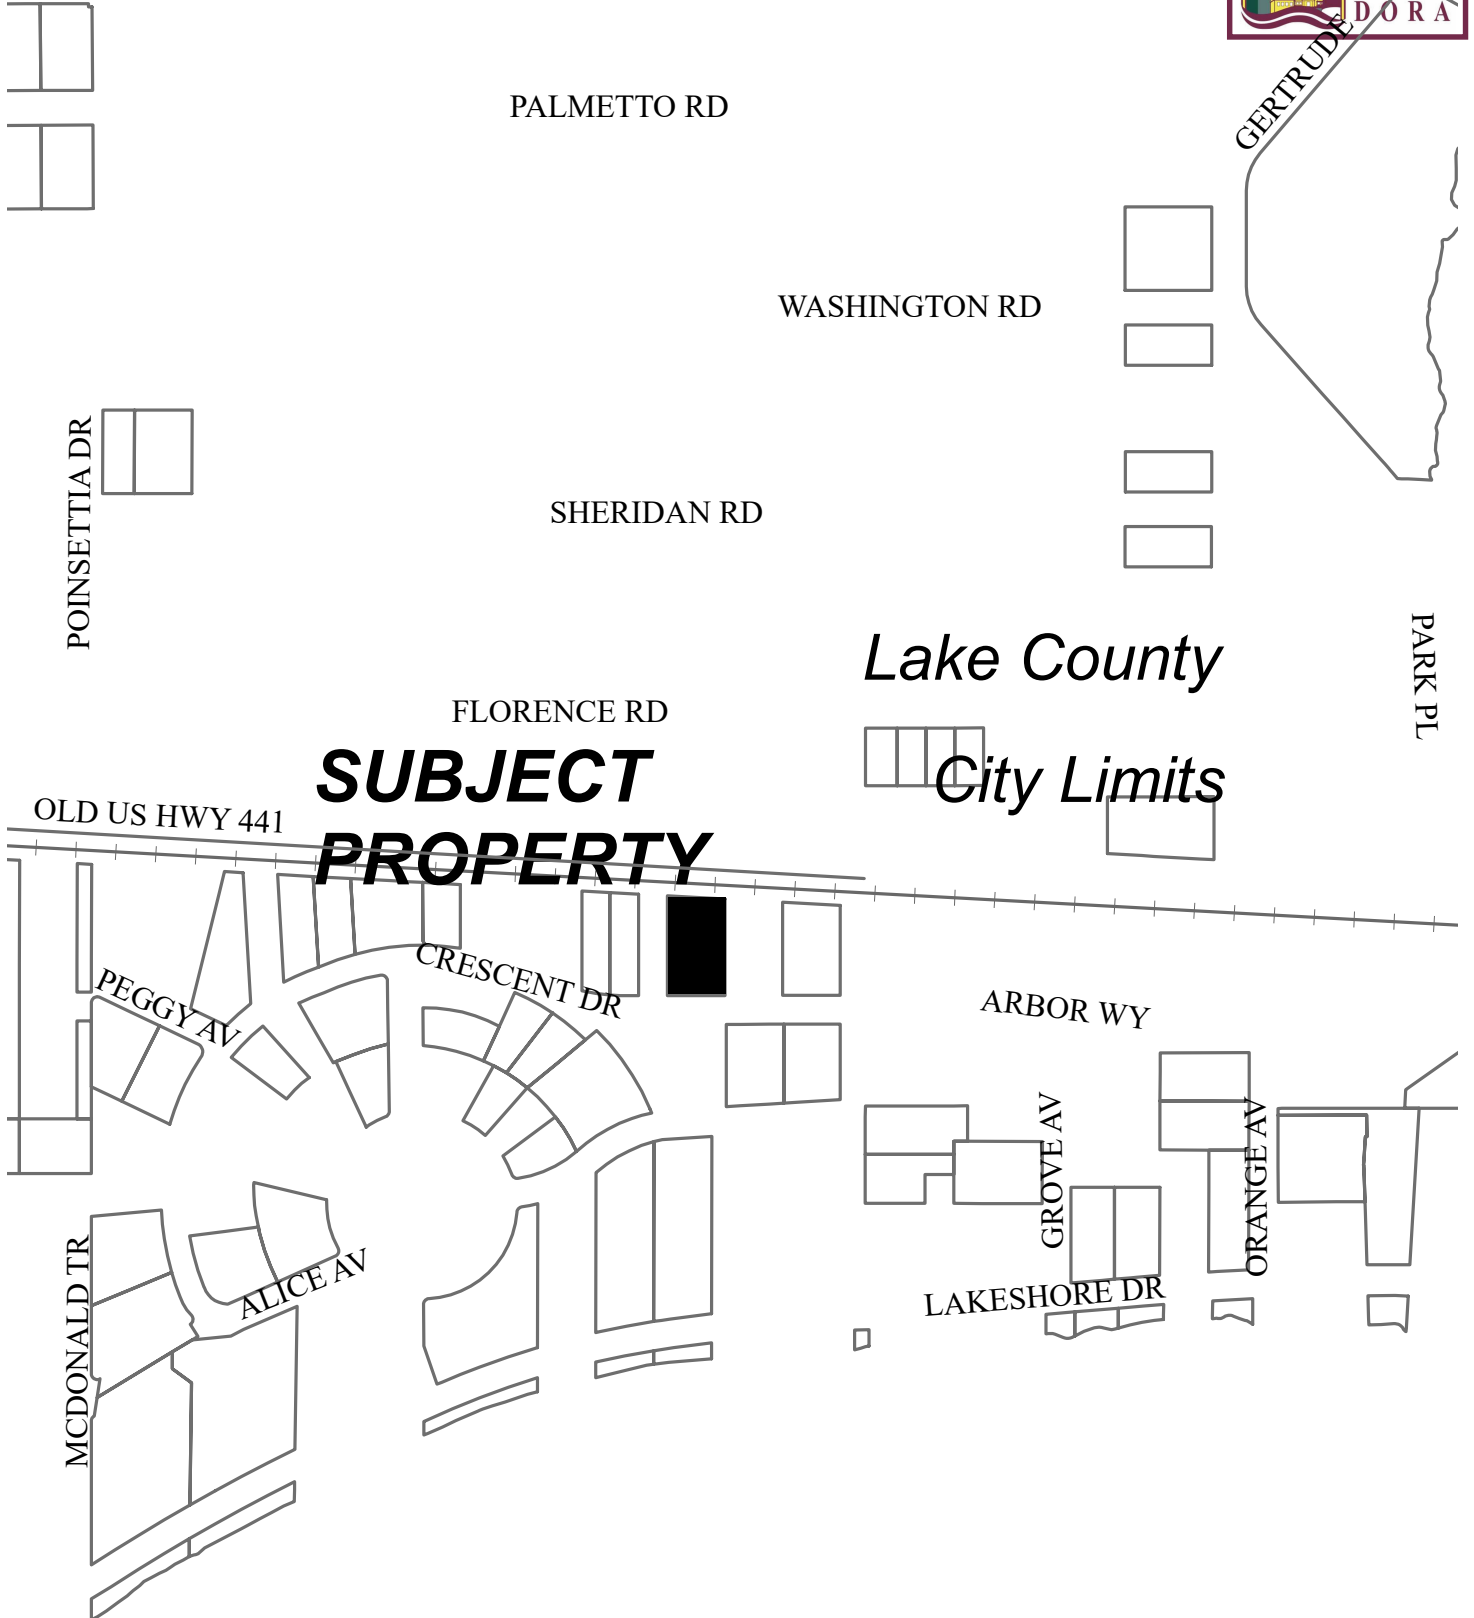 DORA
GERTRUDE
PALMETTO RD
WASHINGTON RD
POINSETTIA DR
SHERIDAN RD
PARK PL
Lake County
FLORENCE RD
SUBJECT
PROPERTY
City Limits
OLD US HWY 441
CRESCENT DR
PEGGY AV
ARBOR WY
GROVE AV
ORANGE AV
ALICE AV
LAKESHORE DR
MCDONALD TR